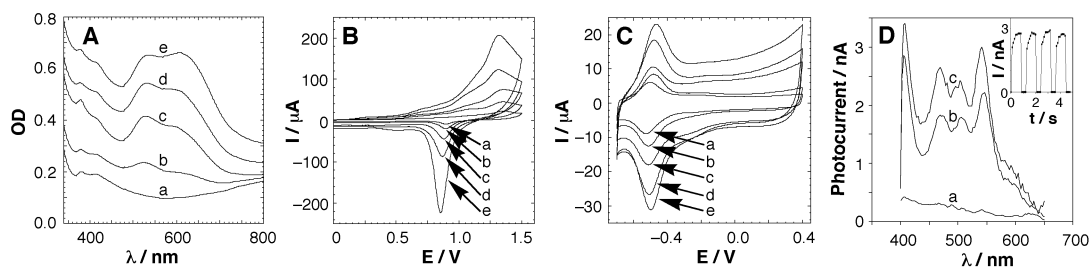 A
0.8
0.6
0.4
0.2
0.0
OD
e
d
c
b
a
400
600
800
λ / nm
B
200
100
0
−100
−200
I / μA
a
b
c
d
e
0
0.5
1.0
1.5
E / V
C
20
10
0
−10
−20
−30
I / μA
a
b
c
d
e
−0.4
0.0
0.4
E / V
D
3
2
1
0
Photocurrent / nA
c
b
a
400
500
600
700
λ / nm
3
0
I / nA
0
2
4
t / s